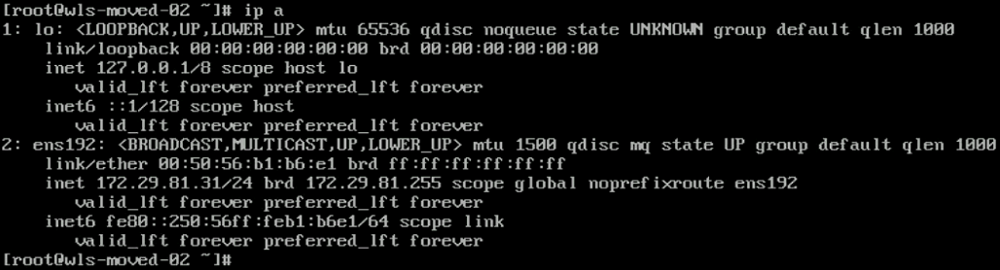 [root@wls-moved-02 ~]# ip a
1: lo: <LOOPBACK,UP,LOWER_UP> mtu 65536 qdisc noqueue state UNKNOWN group default qlen 1000
    link/loopback 00:00:00:00:00:00 brd 00:00:00:00:00:00
    inet 127.0.0.1/8 scope host lo
       valid_lft forever preferred_lft forever
    inet6 ::1/128 scope host
       valid_lft forever preferred_lft forever
2: ens192: <BROADCAST,MULTICAST,UP,LOWER_UP> mtu 1500 qdisc mq state UP group default qlen 1000
    link/ether 00:50:56:b1:b6:e1 brd ff:ff:ff:ff:ff:ff
    inet 172.29.81.31/24 brd 172.29.81.255 scope global noprefixroute ens192
       valid_lft forever preferred_lft forever
    inet6 fe80::250:56ff:feb1:b6e1/64 scope link
       valid_lft forever preferred_lft forever
[root@wls-moved-02 ~]#